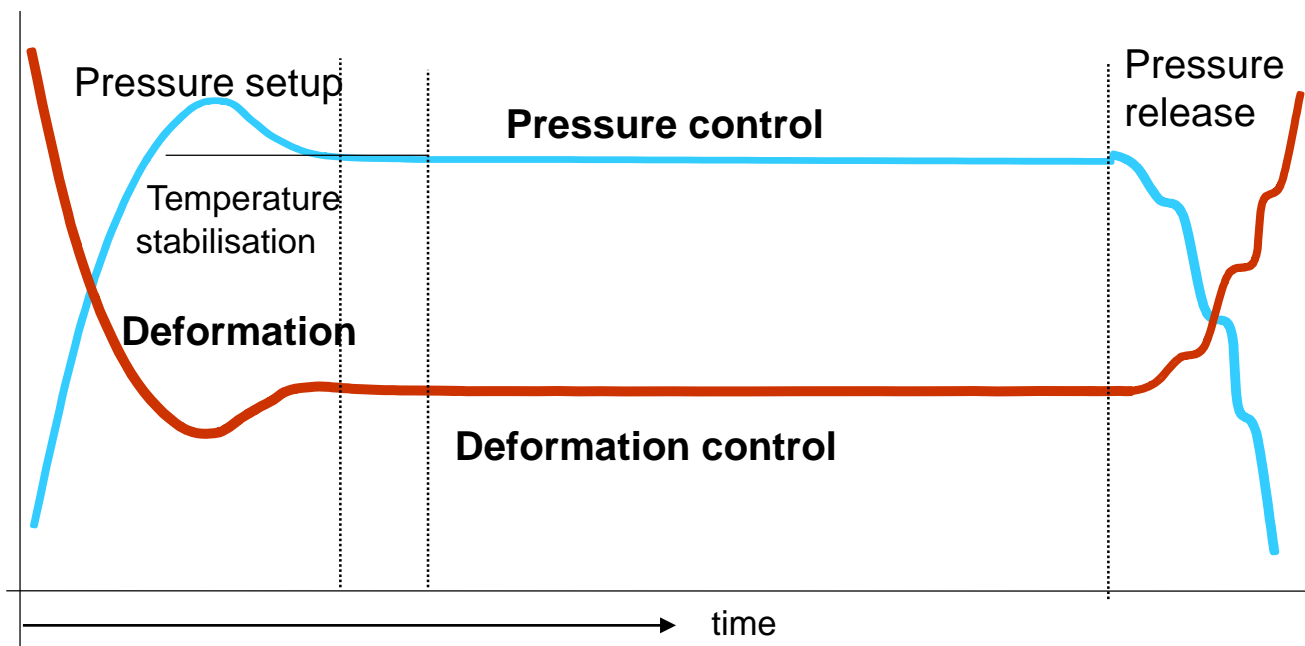 Pressure setup
Pressure
release
Pressure control
Temperature
stabilisation
Deformation
Deformation control
time